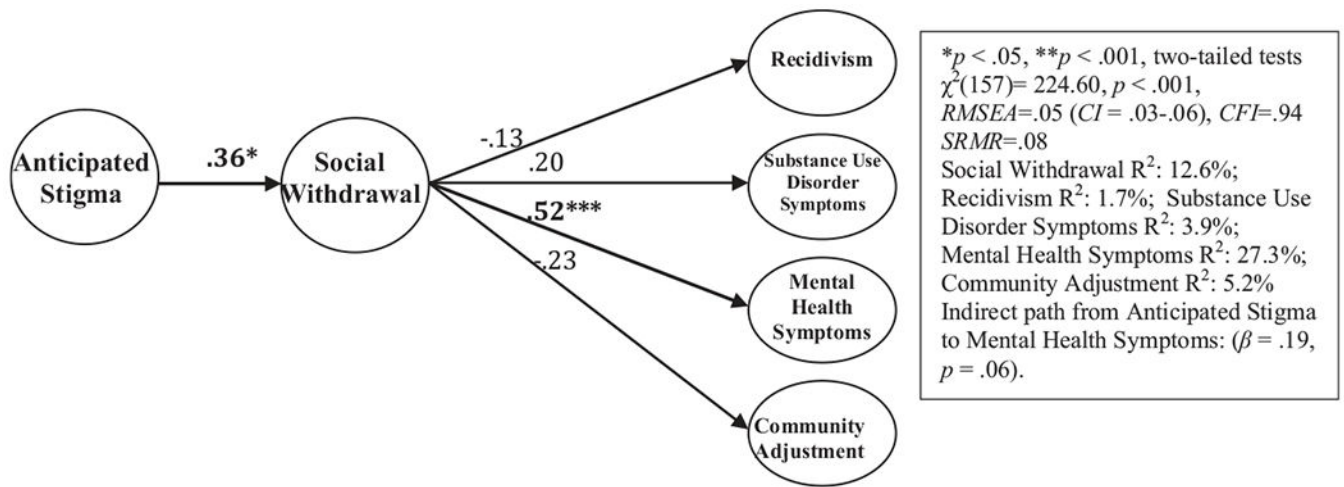 Anticipated
Stigma
.36*
Social
Withdrawal
-.13
.20
.52***
-.23
Recidivism
Substance Use
Disorder
Symptoms
Mental
Health
Symptoms
Community
Adjustment
*p < .05, **p < .001, two-tailed tests
χ²(157)= 224.60, p < .001,
RMSEA=.05 (CI = .03-.06), CFI=.94
SRMR=.08
Social Withdrawal R²: 12.6%;
Recidivism R²: 1.7%; Substance Use
Disorder Symptoms R²: 3.9%;
Mental Health Symptoms R²: 27.3%;
Community Adjustment R²: 5.2%
Indirect path from Anticipated Stigma
to Mental Health Symptoms: (β = .19,
p = .06).